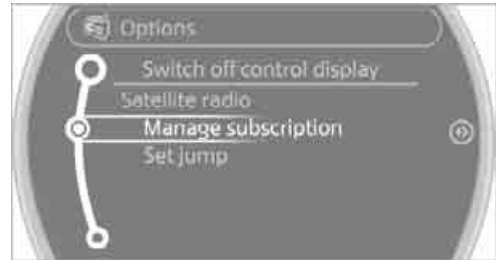 Options
Switch off control display
Satellite radio
Manage subscription
Set jump